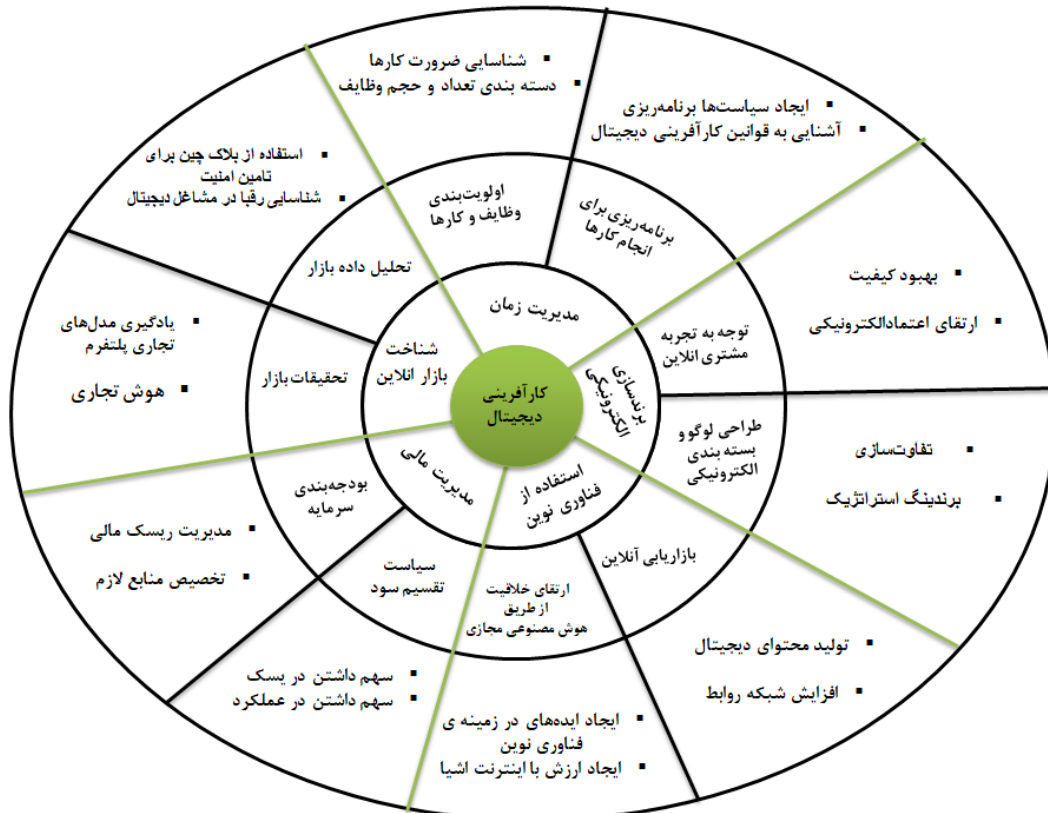 شناسایی ضرورت کارها
دسته بندی تعداد و حجم وظایف
ایجاد سیاست‌ها برنامه‌ریزی
آشنایی به قوانین کارآفرینی دیجیتال
استفاده از بلاک چین برای
تامین امنیت
شناسایی رقبا در مشاغل دیجیتال
اولویت‌بندی
وظایف و کارها
برنامه‌ریزی برای
انجام کارها
تحلیل داده بازار
مدیریت زمان
بهبود کیفیت
ارتقای اعتمادالکترونیکی
توجه به تجربه
مشتری انلاین
یادگیری مدل‌های
تجاری پلتفرم
هوش تجاری
تحقیقات بازار
شناخت
بازار انلاین
کارآفرینی
دیجیتال
برندسازی
الکترونیکی
طراحی لوگو و
بسته بندی
الکترونیکی
تفاوت‌سازی
برندینگ استراتژیک
مدیریت مالی
استفاده از
فناوری نوین
بودجه‌بندی
سرمایه
مدیریت ریسک مالی
تخصیص منابع لازم
سیاست
تقسیم سود
ارتقای خلاقیت
از طریق
هوش مصنوعی مجازی
بازاریابی آنلاین
تولید محتوای دیجیتال
افزایش شبکه روابط
سهم داشتن در یسک
سهم داشتن در عملکرد
ایجاد ایده‌های در زمینه ی
فناوری نوین
ایجاد ارزش با اینترنت اشیا